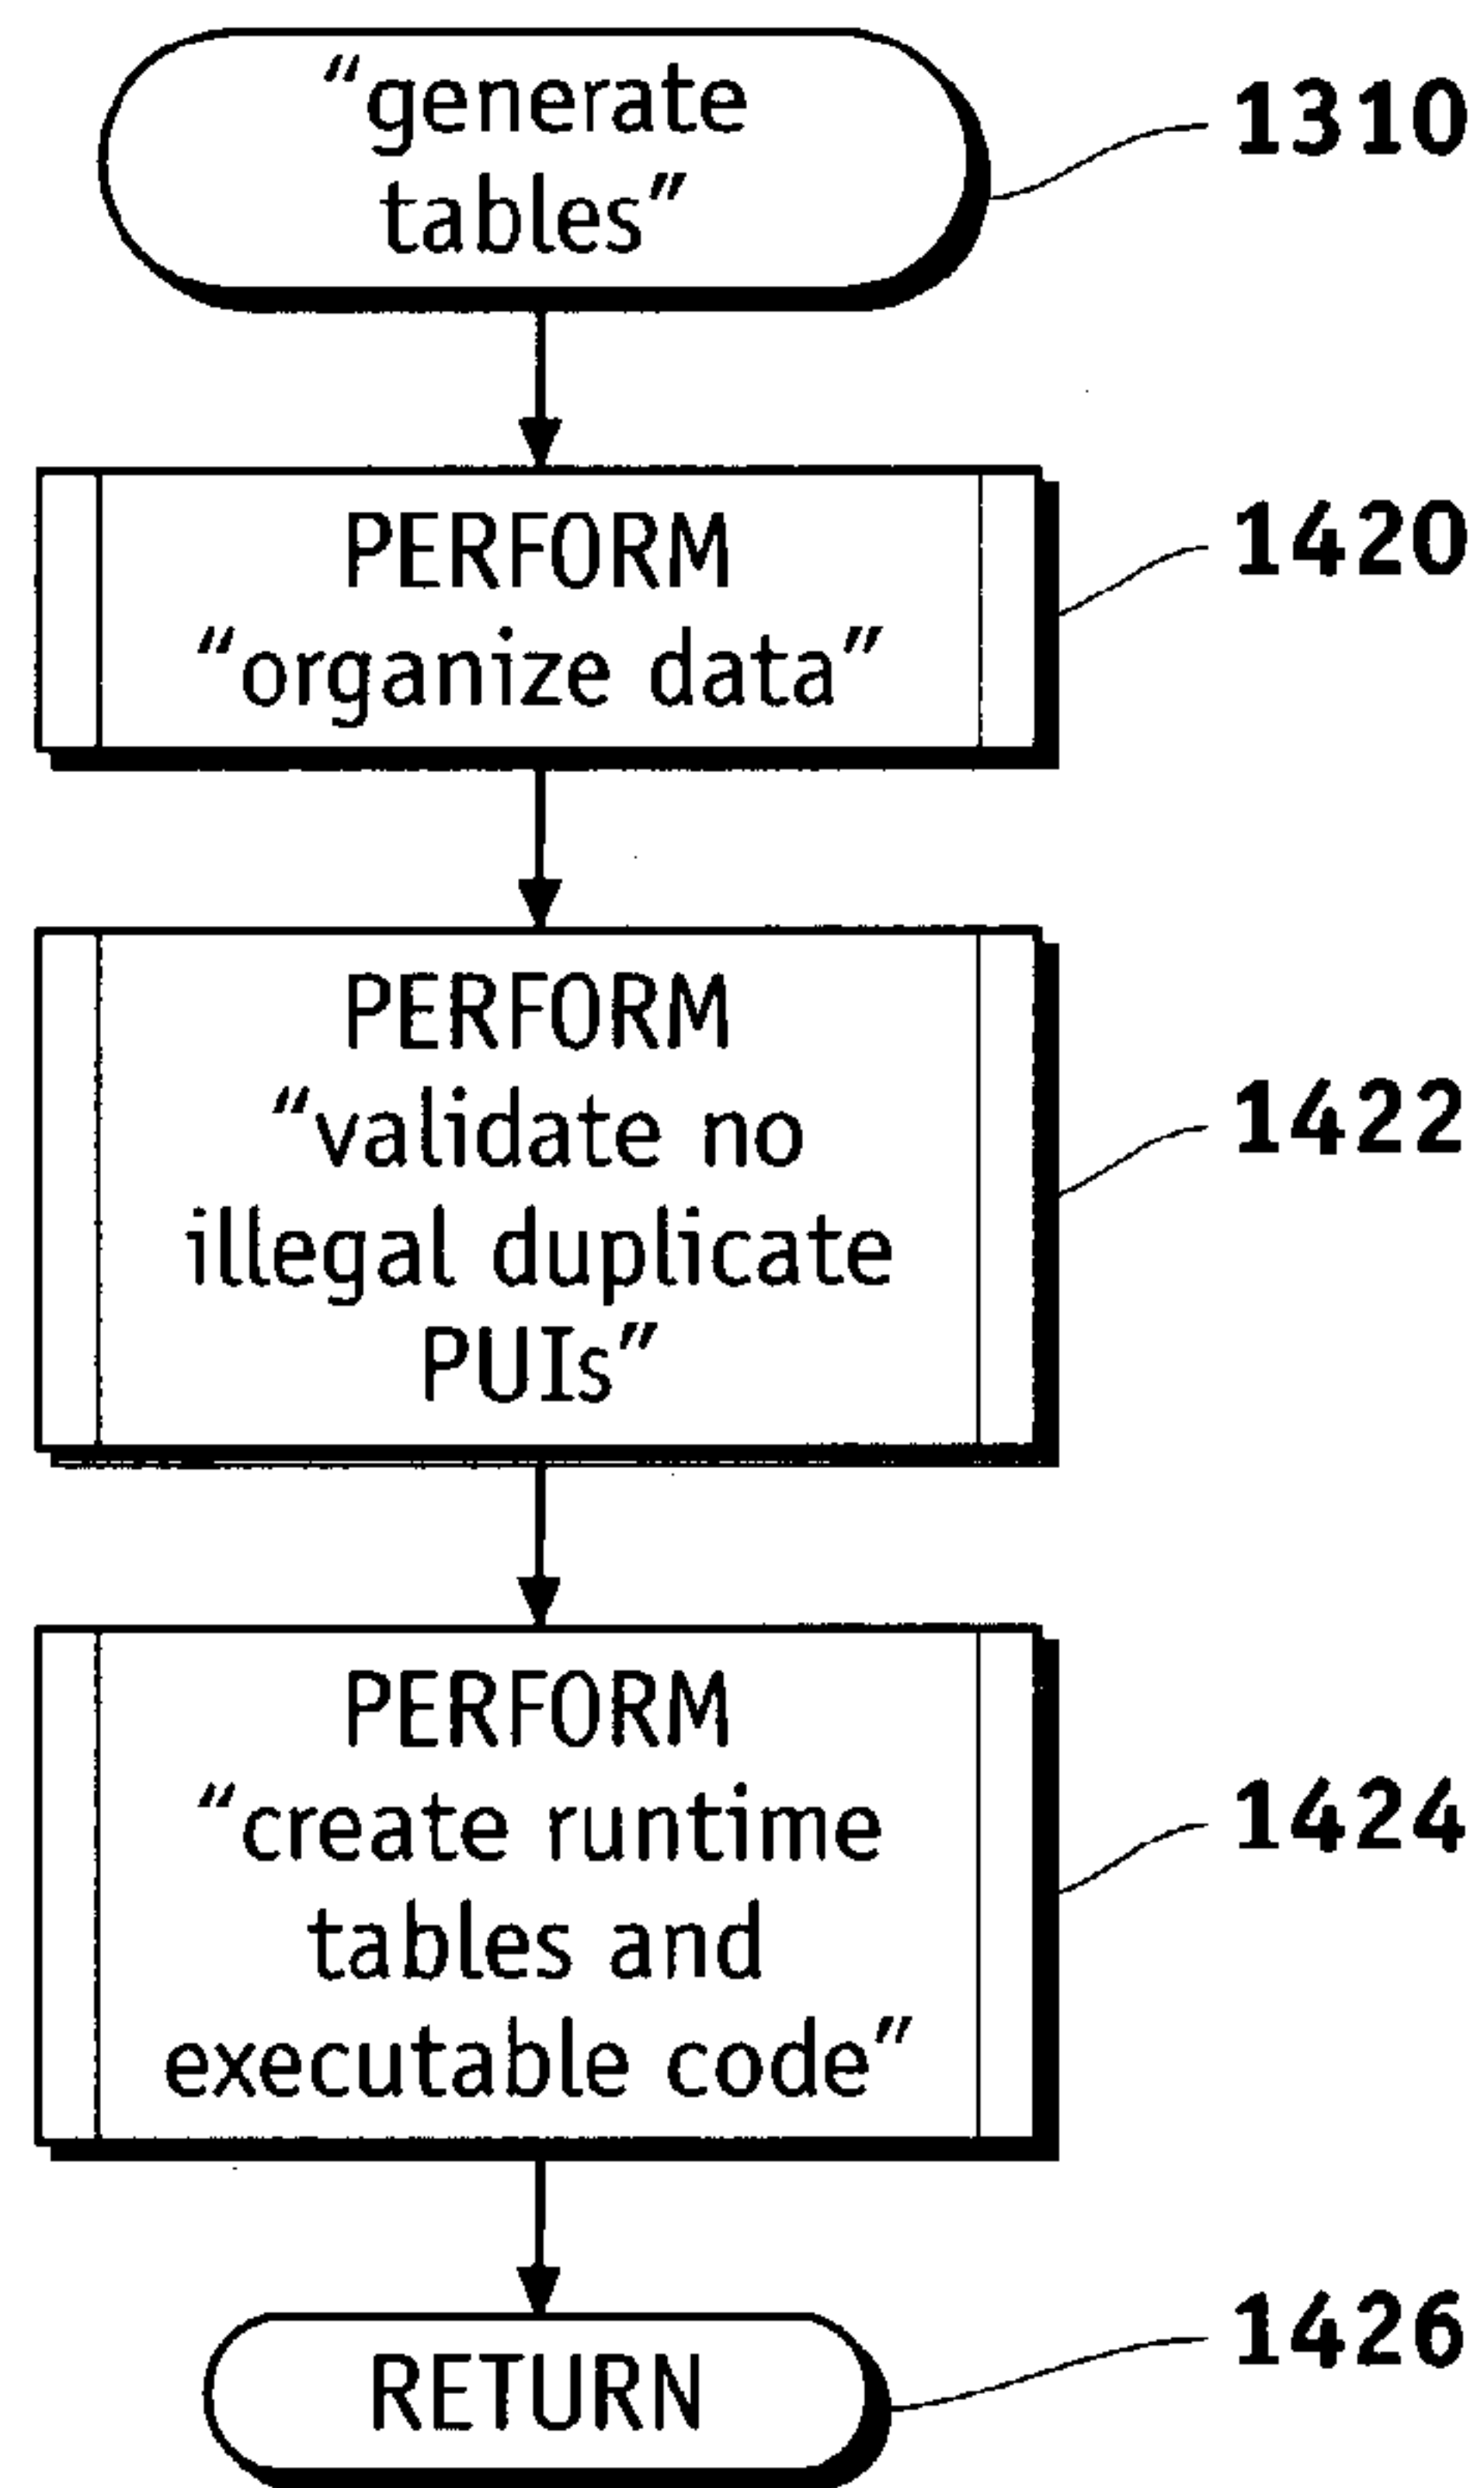 “generate
tables”
1310
PERFORM
“organize data”
1420
PERFORM
“validate no
illegal duplicate
PUIs”
1422
PERFORM
“create runtime
tables and
executable code”
1424
RETURN
1426